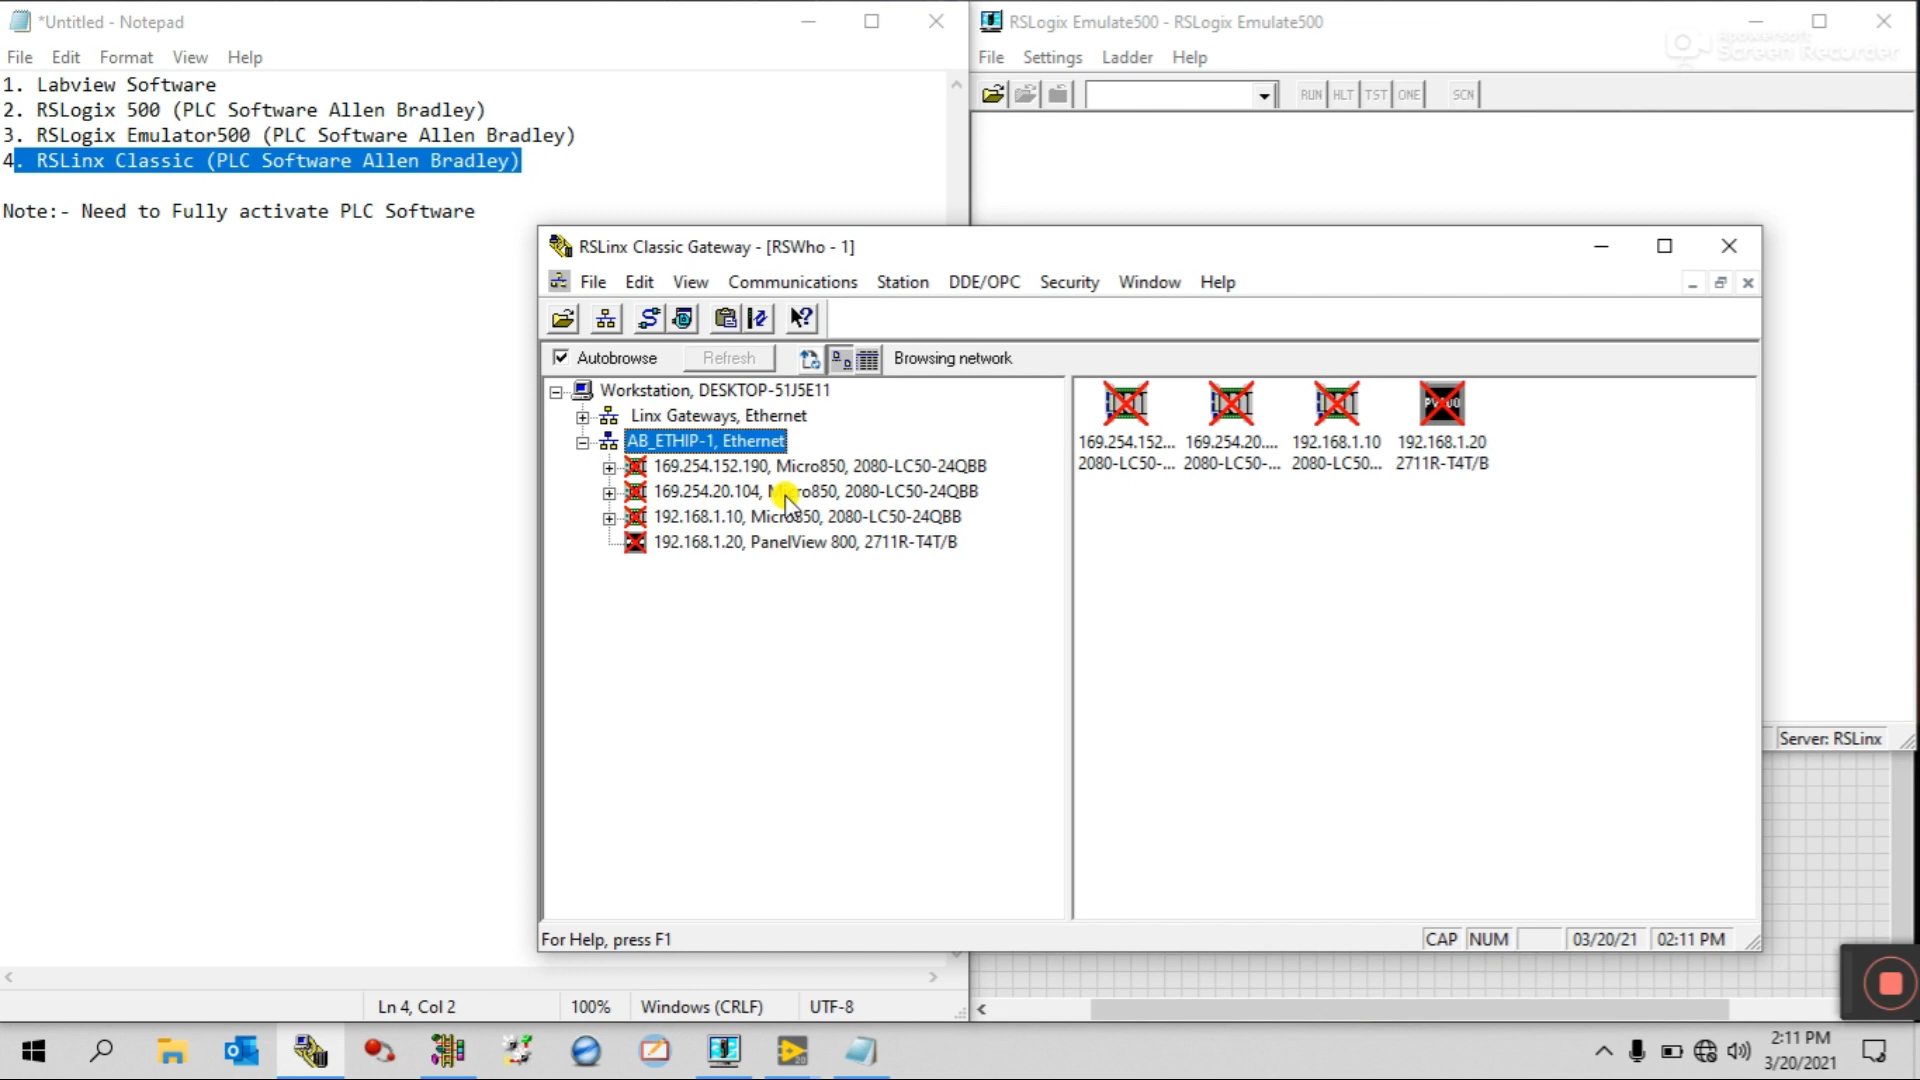 *Untitled - Notepad
File Edit Format View Help
1. Labview Software
2. RSLogix 500 (PLC Software Allen Bradley)
3. RSLogix Emulator500 (PLC Software Allen Bradley)
4. RSLinx Classic (PLC Software Allen Bradley)
Note:- Need to Fully activate PLC Software
Ln 4, Col 2 100% Windows (CRLF) UTF-8
RSLogix Emulate500 - RSLogix Emulate500
Apowersoft
Screen Recorder
File Settings Ladder Help
RUN HLT TST ONE SCN
Server: RSLinx
RSLinx Classic Gateway - [RSWho - 1]
File Edit View Communications Station DDE/OPC Security Window Help
Autobrowse Refresh Browsing network
Workstation, DESKTOP-51J5E11
Linx Gateways, Ethernet
AB_ETHIP-1, Ethernet
169.254.152.190, Micro850, 2080-LC50-24QBB
169.254.20.104, Micro850, 2080-LC50-24QBB
192.168.1.10, Micro850, 2080-LC50-24QBB
192.168.1.20, PanelView 800, 2711R-T4T/B
169.254.152... 169.254.20.... 192.168.1.10 192.168.1.20
2080-LC50-... 2080-LC50-... 2080-LC50... 2711R-T4T/B
For Help, press F1
CAP NUM 03/20/21 02:11 PM
2:11 PM
3/20/2021